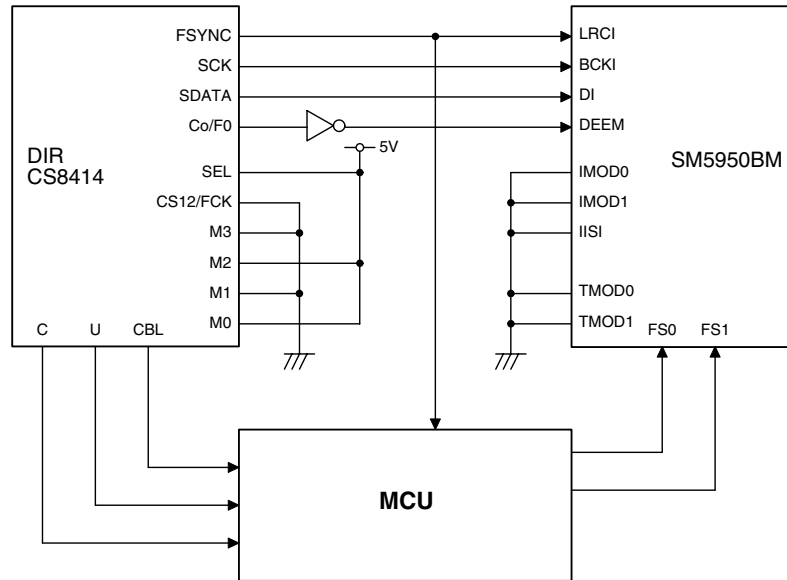 FSYNC
SCK
SDATA
Co/F0
5V
DIR
CS8414
SEL
CS12/FCK
M3
M2
M1
M0
C U CBL
LRCI
BCKI
DI
DEEM
SM5950BM
IMOD0
IMOD1
IISI
TMOD0
TMOD1
FS0 FS1
MCU